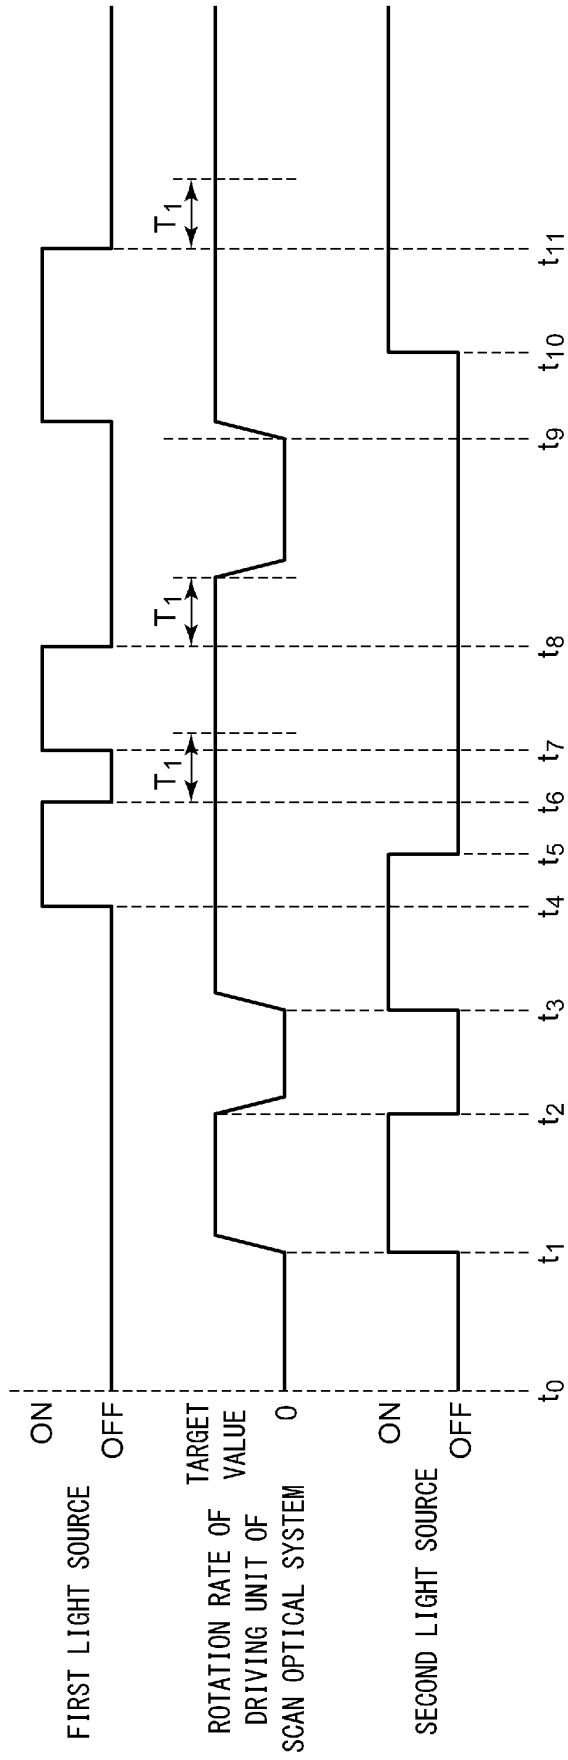 FIRST LIGHT SOURCE
ON
OFF
ROTATION RATE OF
DRIVING UNIT OF
SCAN OPTICAL SYSTEM
TARGET
VALUE
0
T1
T1
T1
SECOND LIGHT SOURCE
ON
OFF
t0
t1
t2
t3
t4
t5
t6
t7
t8
t9
t10
t11